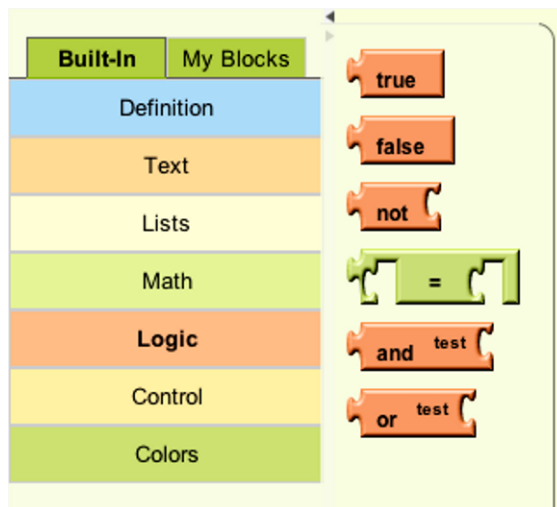 Built-In
My Blocks
Definition
Text
Lists
Math
Logic
Control
Colors
true
false
not
=
and test
or test